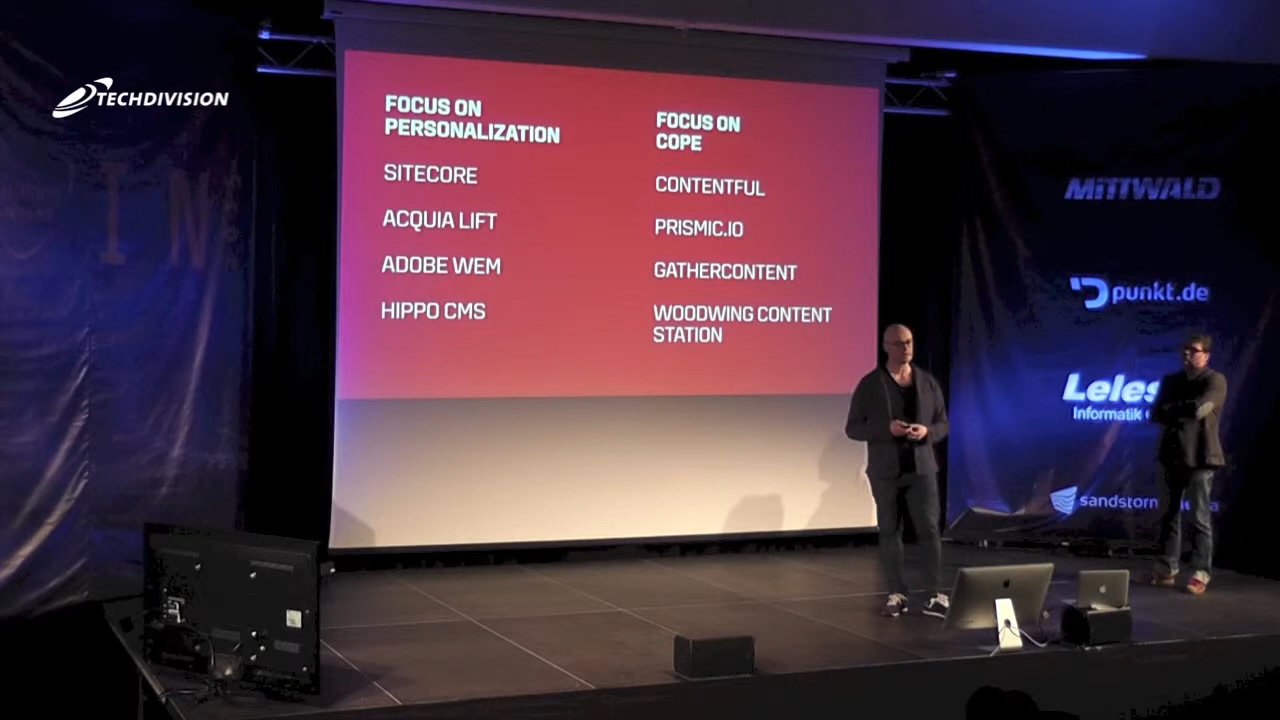 TECHDIVISION
FOCUS ON
PERSONALIZATION
SITECORE
ACQUIA LIFT
ADOBE WEM
HIPPO CMS
FOCUS ON
COPE
CONTENTFUL
PRISMIC.IO
GATHERCONTENT
WOODWING CONTENT
STATION
MITTWALD
punkt.de
Leles
Informatik
sandstorm